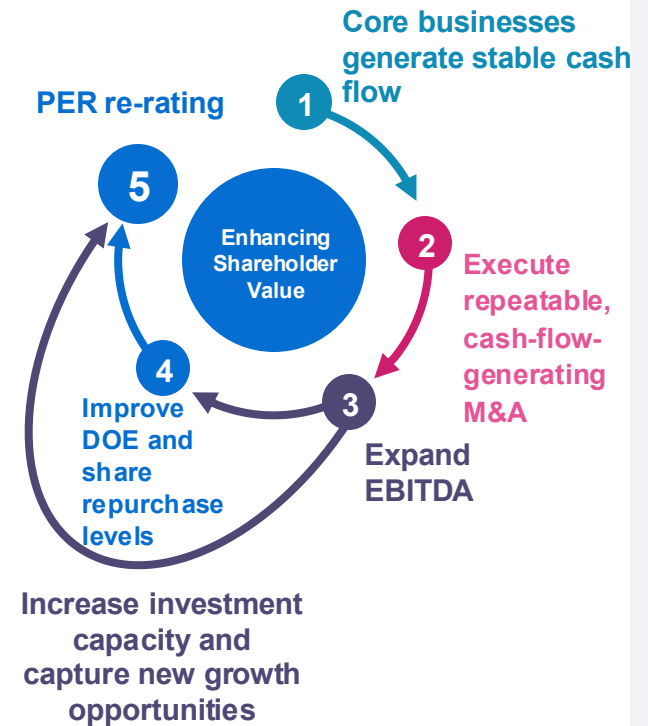 Core businesses
generate stable cash
flow
1
PER re-rating
5
Enhancing
Shareholder
Value
2
Execute
repeatable,
cash-flow-
generating
M&A
4
3
Improve
DOE and
share
repurchase
levels
Expand
EBITDA
Increase investment
capacity and
capture new growth
opportunities